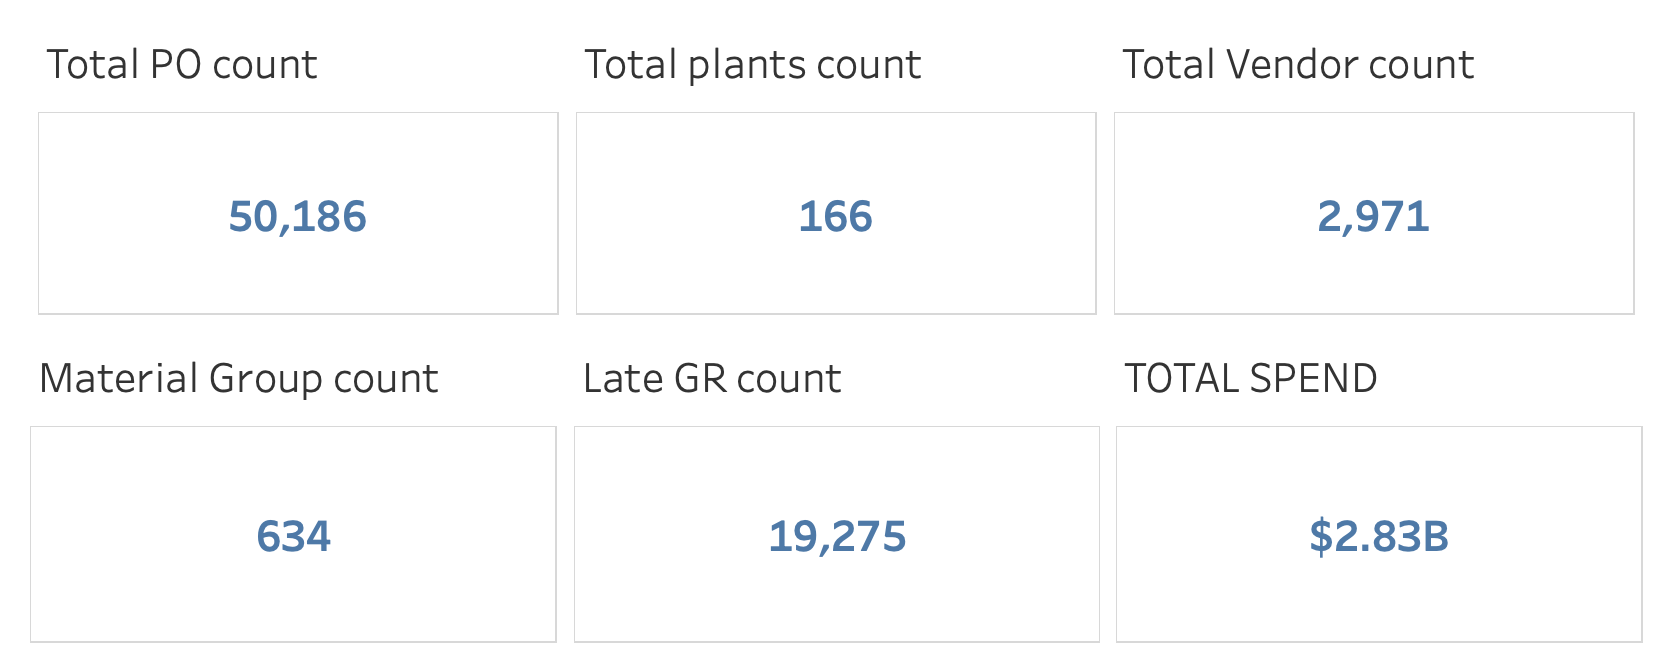 Total PO count
Total plants count
Total Vendor count
50,186
166
2,971
Material Group count
Late GR count
TOTAL SPEND
634
19,275
$2.83B